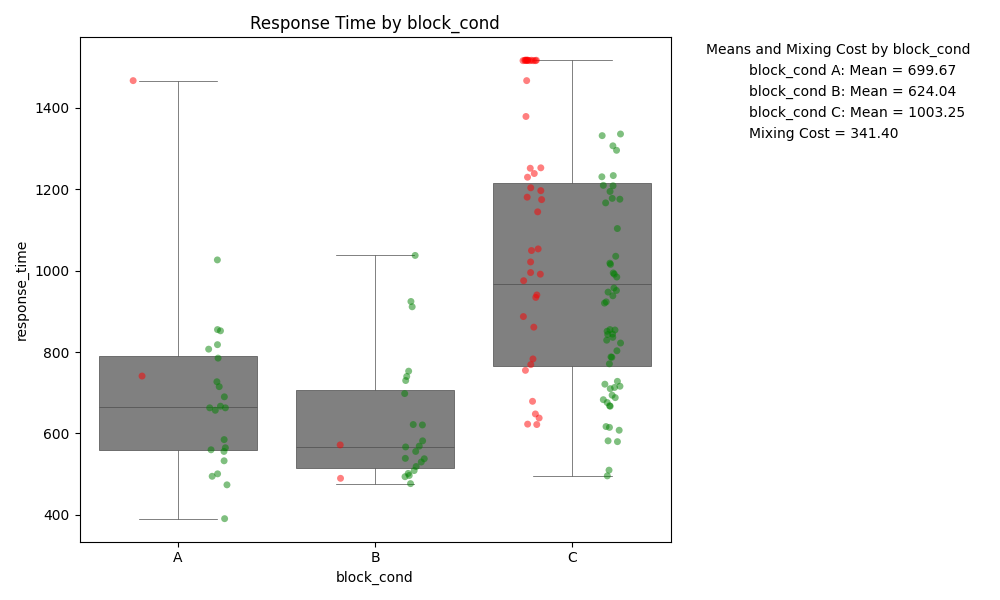 Response Time by block_cond
Means and Mixing Cost by block_cond
block_cond A: Mean = 699.67
block_cond B: Mean = 624.04
block_cond C: Mean = 1003.25
Mixing Cost = 341.40
response_time
1400
1200
1000
800
600
400
A B C
block_cond